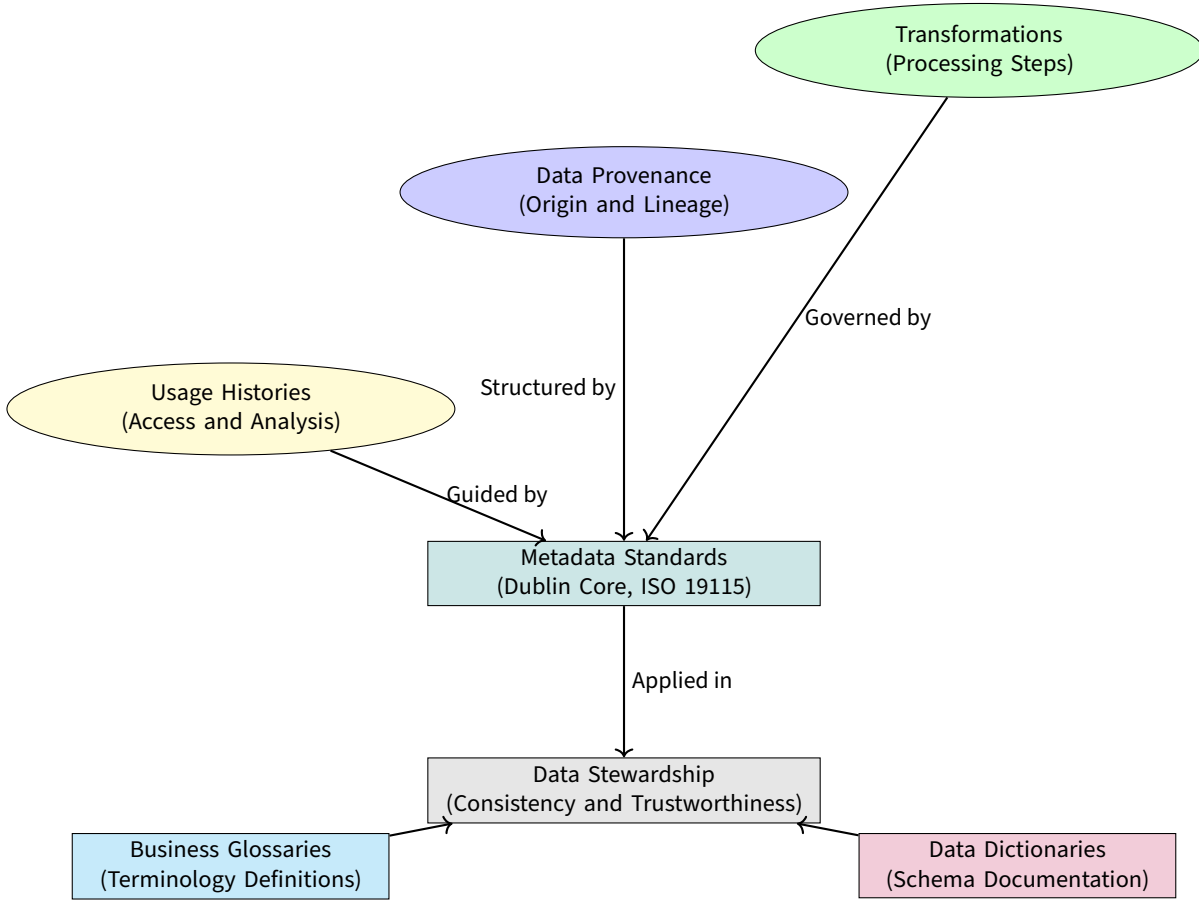 Transformations
(Processing Steps)
Data Provenance
(Origin and Lineage)
Governed by
Structured by
Usage Histories
(Access and Analysis)
Guided by
Metadata Standards
(Dublin Core, ISO 19115)
Applied in
Data Stewardship
(Consistency and Trustworthiness)
Business Glossaries
(Terminology Definitions)
Data Dictionaries
(Schema Documentation)